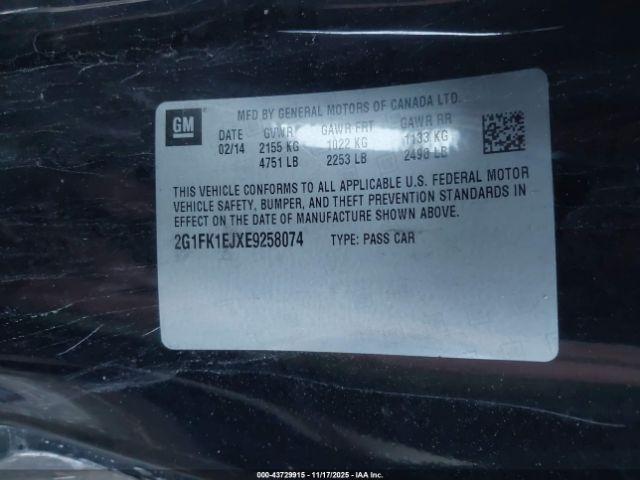 GM
MFD BY GENERAL MOTORS OF CANADA LTD.
DATE GVWR GAWR FRT GAWR RR
02/14 2155 KG 1022 KG 1133 KG
4751 LB 2253 LB 2498 LB
THIS VEHICLE CONFORMS TO ALL APPLICABLE U.S. FEDERAL MOTOR
VEHICLE SAFETY, BUMPER, AND THEFT PREVENTION STANDARDS IN
EFFECT ON THE DATE OF MANUFACTURE SHOWN ABOVE.
2G1FK1EJXE9258074 TYPE: PASS CAR
00-43729915 - 11/17/2025 - IAAI.COM